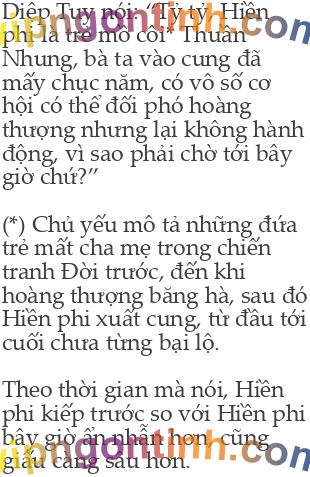 Diệp Tuy nói: “Tỷ tỷ, Hiền
phi là trẻ mồ côi* Thuần
Nhung, bà ta vào cung đã
mấy chục năm, có vô số cơ
hội có thể đối phó hoàng
thượng nhưng lại không hành
động, vì sao phải chờ tới bây
giờ chứ?”
(*) Chủ yếu mô tả những đứa
trẻ mất cha mẹ trong chiến
tranh Đời trước, đến khi
hoàng thượng băng hà, sau đó
Hiền phi xuất cung, từ đầu tới
cuối chưa từng bại lộ.
Theo thời gian mà nói, Hiền
phi kiếp trước so với Hiền phi
bây giờ ẩn nhẫn hơn, cũng
giấu càng sâu hơn.
vipngontinh.com
vipngontinh.com